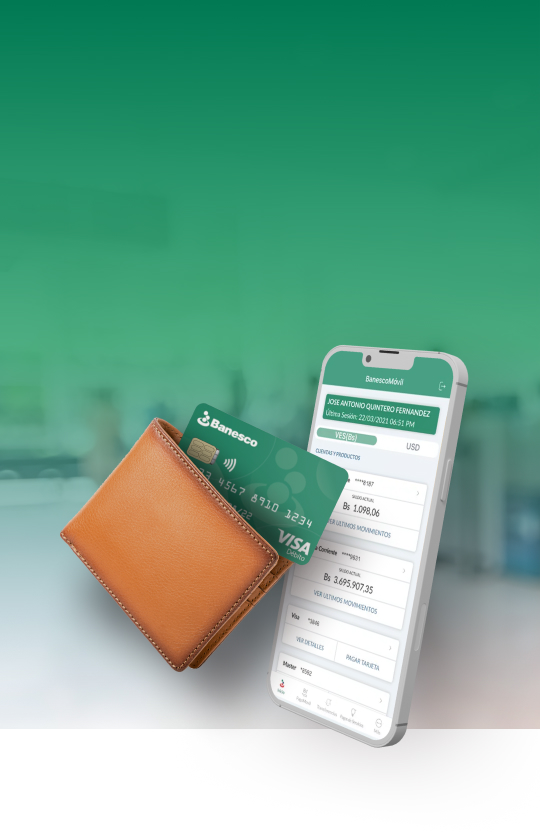 Banesco
4567 8910 1234
VISA
Débito
BanescoMóvil
JOSE ANTONIO QUINTERO FERNANDEZ
Última Sesión: 22/03/2021 06:51 PM
VES(Bs)
USD
CUENTAS Y PRODUCTOS
****8187
SALDO ACTUAL
Bs 1.098,06
VER ULTIMOS MOVIMIENTOS
Corriente ****0631
SALDO ACTUAL
Bs 3.695.907,35
VER ULTIMOS MOVIMIENTOS
Visa
VER DETALLES
PAGAR TARJETA
Master
Inicio